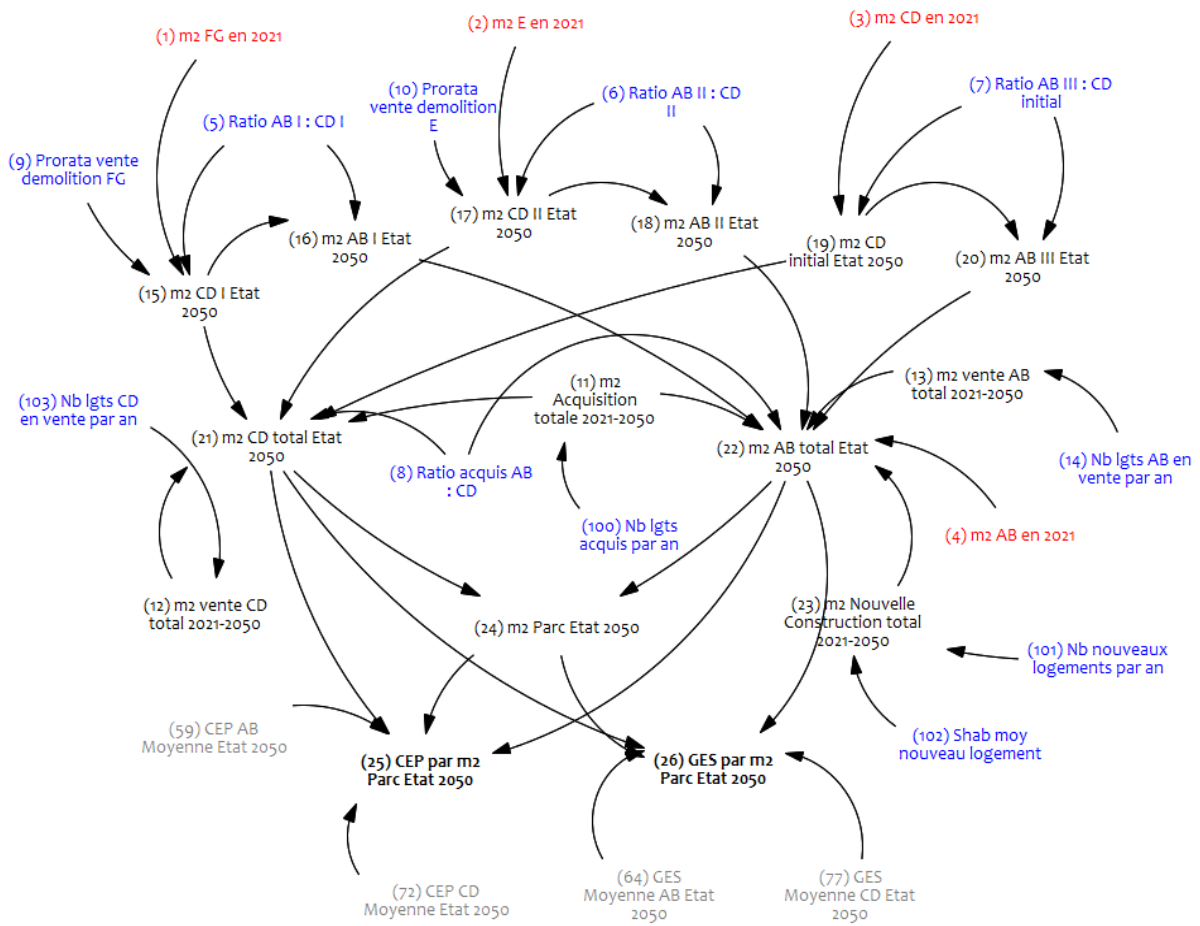 (1) m2 FG en 2021
(2) m2 E en 2021
(3) m2 CD en 2021
(10) Prorata
vente demolition
E
(6) Ratio AB II : CD
II
(7) Ratio AB III : CD
initial
(5) Ratio AB I : CD I
(9) Prorata vente
demolition FG
(17) m2 CD II Etat
2050
(18) m2 AB II Etat
2050
(16) m2 AB I Etat
2050
(19) m2 CD
initial Etat 2050
(20) m2 AB III Etat
2050
(15) m2 CD I Etat
2050
(103) Nb lgts CD
en vente par an
(11) m2
Acquisition
totale 2021-2050
(13) m2 vente AB
total 2021-2050
(21) m2 CD total Etat
2050
(22) m2 AB total Etat
2050
(14) Nb lgts AB en
vente par an
(8) Ratio acquis AB
: CD
(100) Nb lgts
acquis par an
(4) m2 AB en 2021
(12) m2 vente CD
total 2021-2050
(24) m2 Parc Etat 2050
(23) m2 Nouvelle
Construction total
2021-2050
(101) Nb nouveaux
logements par an
(59) CEP AB
Moyenne Etat 2050
(102) Shab moy
nouveau logement
(25) CEP par m2
Parc Etat 2050
(26) GES par m2
Parc Etat 2050
(72) CEP CD
Moyenne Etat 2050
(64) GES
Moyenne AB Etat
2050
(77) GES
Moyenne CD Etat
2050